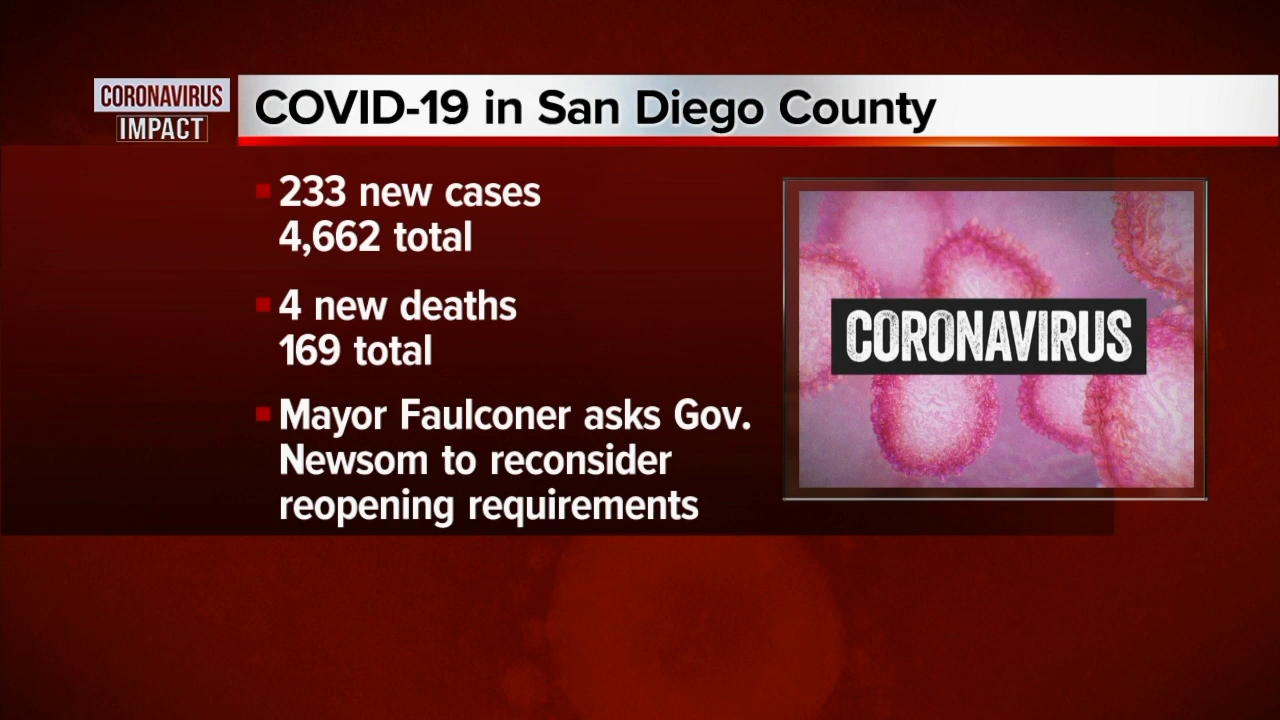 CORONAVIRUS
IMPACT
COVID-19 in San Diego County
233 new cases
4,662 total
4 new deaths
169 total
Mayor Faulconer asks Gov.
Newsom to reconsider
reopening requirements
CORONAVIRUS